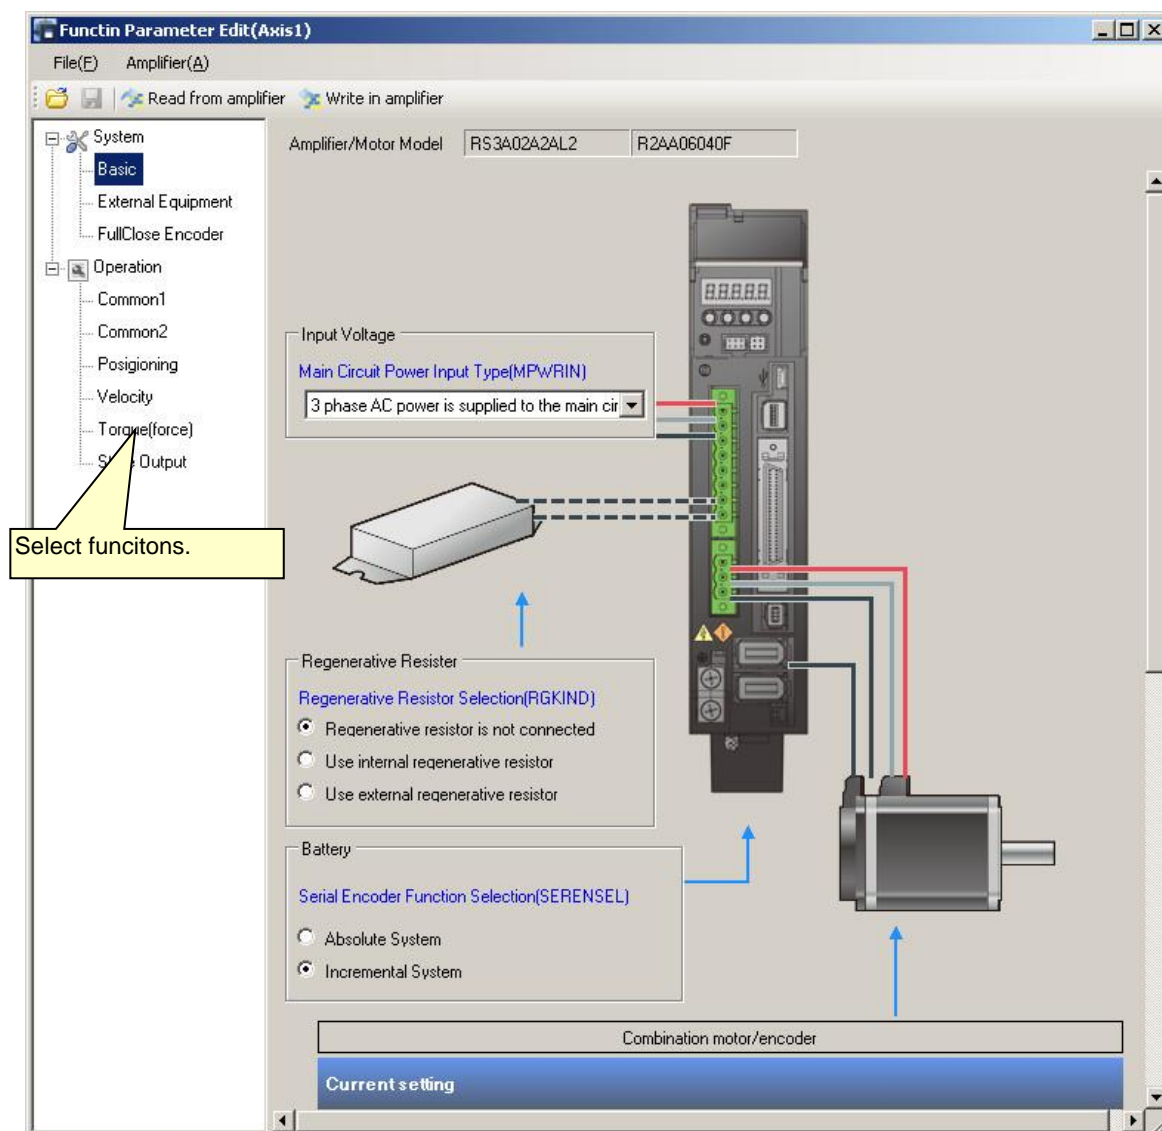 Functin Parameter Edit(Axis1)
File(F) Amplifier(A)
Read from amplifier Write in amplifier
System
Basic
External Equipment
FullClose Encoder
Operation
Common1
Common2
Posigioning
Velocity
Torque(force)
Output
Select funcitons.
Amplifier/Motor Model RS3A02A2AL2 R2AA06040F
Input Voltage
Main Circuit Power Input Type(MPWRIN)
3 phase AC power is supplied to the main cir
Regenerative Resister
Regenerative Resistor Selection(RGKIND)
Regenerative resistor is not connected
Use internal regenerative resistor
Use external regenerative resistor
Battery
Serial Encoder Function Selection(SERENSEL)
Absolute System
Incremental System
Combination motor/encoder
Current setting